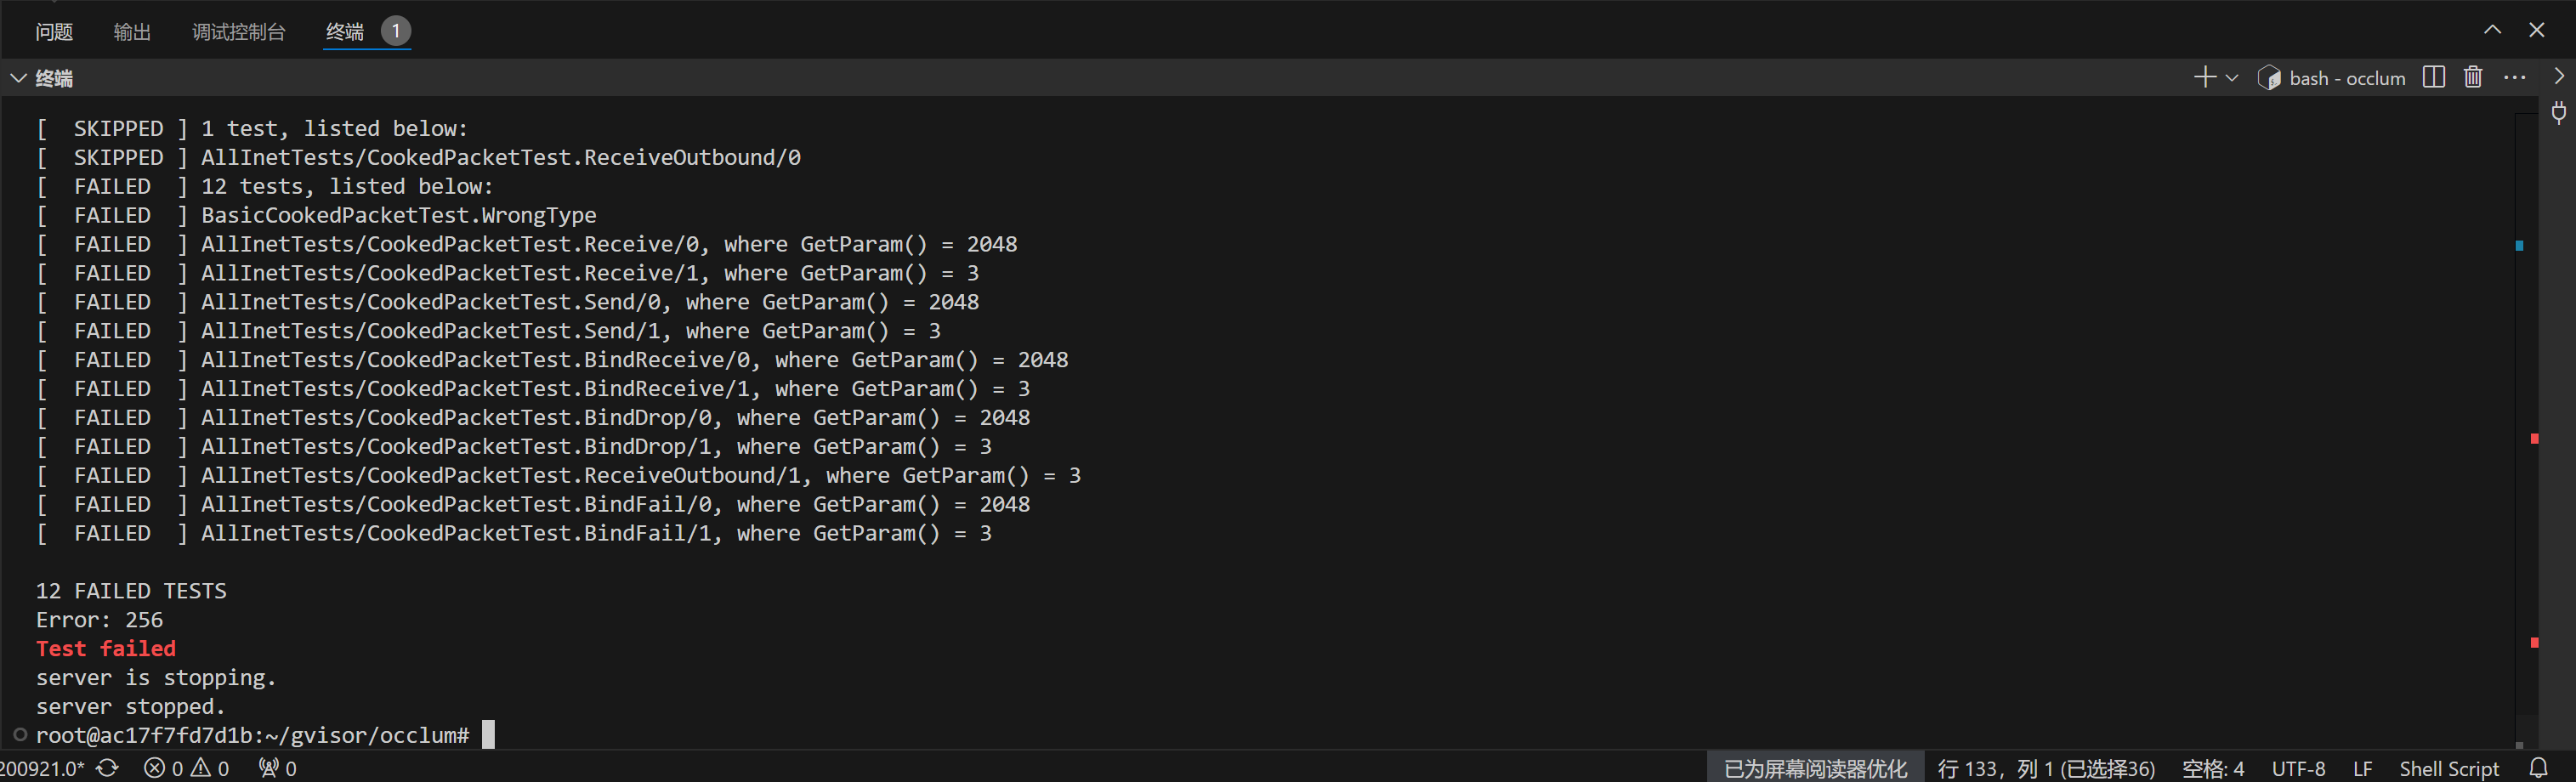 问题 输出 调试控制台 终端 1
终端 bash - occlum
[  SKIPPED ] 1 test, listed below:
[  SKIPPED ] AllInetTests/CookedPacketTest.ReceiveOutbound/0
[  FAILED  ] 12 tests, listed below:
[  FAILED  ] BasicCookedPacketTest.WrongType
[  FAILED  ] AllInetTests/CookedPacketTest.Receive/0, where GetParam() = 2048
[  FAILED  ] AllInetTests/CookedPacketTest.Receive/1, where GetParam() = 3
[  FAILED  ] AllInetTests/CookedPacketTest.Send/0, where GetParam() = 2048
[  FAILED  ] AllInetTests/CookedPacketTest.Send/1, where GetParam() = 3
[  FAILED  ] AllInetTests/CookedPacketTest.BindReceive/0, where GetParam() = 2048
[  FAILED  ] AllInetTests/CookedPacketTest.BindReceive/1, where GetParam() = 3
[  FAILED  ] AllInetTests/CookedPacketTest.BindDrop/0, where GetParam() = 2048
[  FAILED  ] AllInetTests/CookedPacketTest.BindDrop/1, where GetParam() = 3
[  FAILED  ] AllInetTests/CookedPacketTest.ReceiveOutbound/1, where GetParam() = 3
[  FAILED  ] AllInetTests/CookedPacketTest.BindFail/0, where GetParam() = 2048
[  FAILED  ] AllInetTests/CookedPacketTest.BindFail/1, where GetParam() = 3
12 FAILED TESTS
Error: 256
Test failed
server is stopping.
server stopped.
root@ac17f7fd7d1b:~/gvisor/occlum#
200921.0* 0 0 0 已为屏幕阅读器优化 行 133，列 1 (已选择36) 空格: 4 UTF-8 LF Shell Script